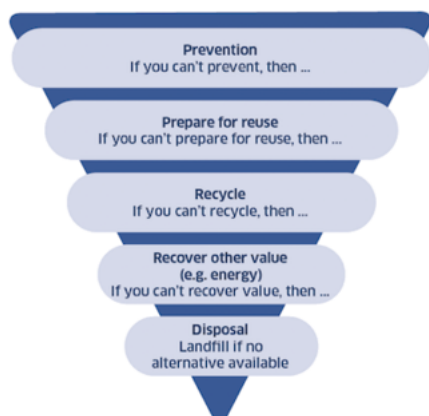 Prevention
If you can't prevent, then ...
Prepare for reuse
If you can't prepare for reuse, then ...
Recycle
If you can't recycle, then ...
Recover other value
(e.g. energy)
If you can't recover value, then ...
Disposal
Landfill if no
alternative available